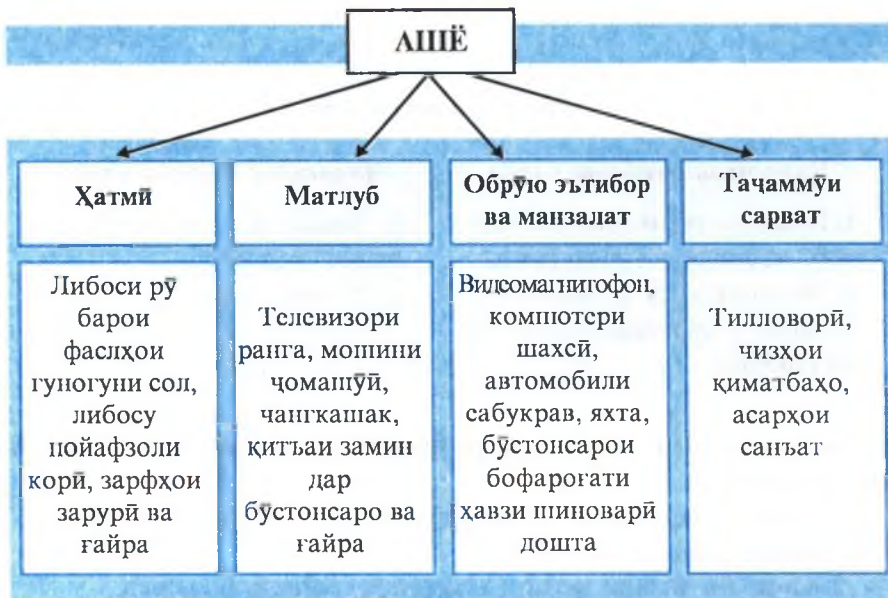 АШЁ
Ҳатмӣ
Матлуб
Обрӯю эътибор
ва манзалат
Таҷаммӯи
сарват
Либоси рӯ
барои
фаслҳои
гуногуни сол,
либосу
пойафзоли
корӣ, зарфҳои
зарурӣ ва
ғайра
Телевизори
ранга, мошини
ҷомашӯӣ,
чангкашак,
қитъаи замин
дар
бӯстонсаро ва
ғайра
Видеомагнитофон,
компютери
шахсӣ,
автомобили
сабукрав, яхта,
бӯстонсарои
бофароғати
ҳавзи шиноварӣ
дошта
Тилловорӣ,
чизҳои
қиматбаҳо,
асарҳои
санъат